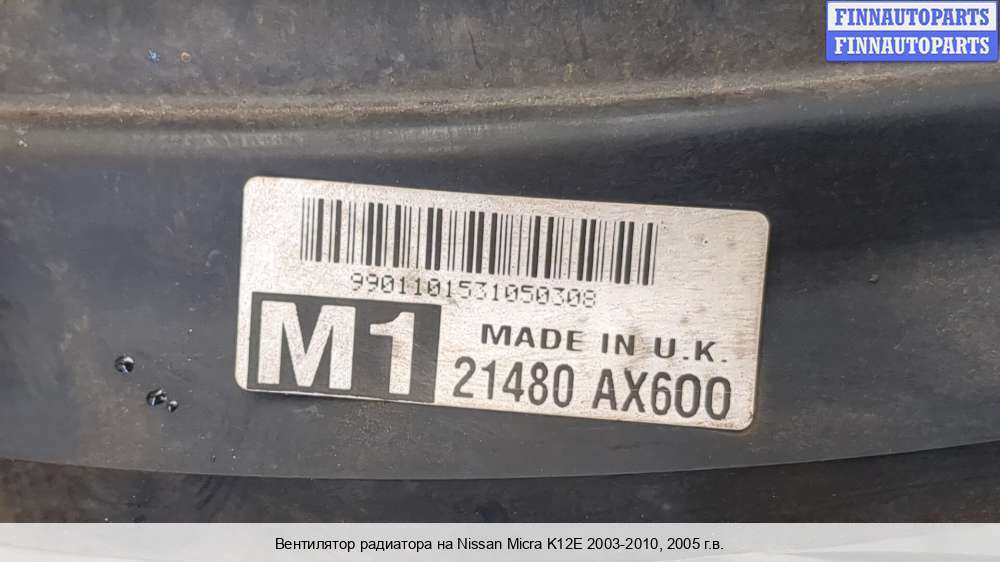 FINNAUTOPARTS
FINNAUTOPARTS
9901101531050308
M1
MADE IN U.K.
21480 AX600
Вентилятор радиатора на Nissan Micra K12E 2003-2010, 2005 г.в.